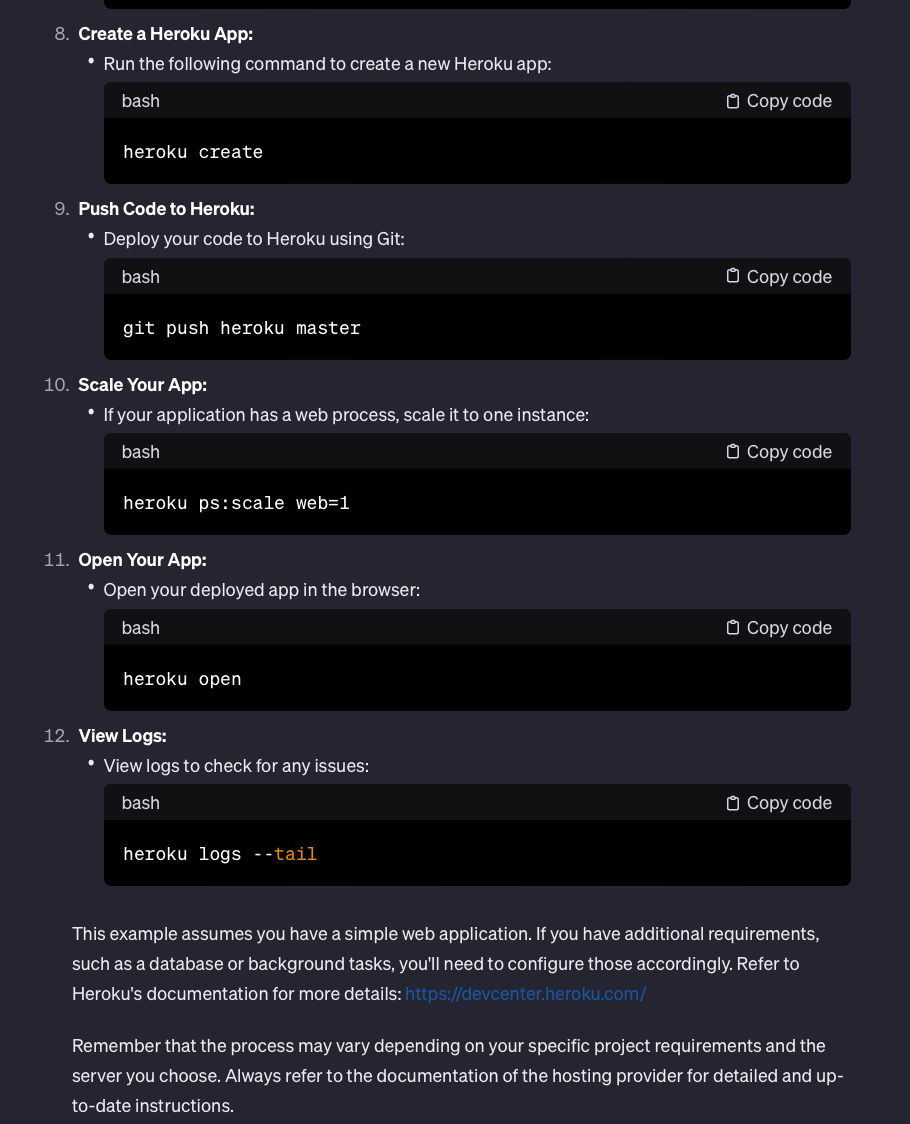 8. Create a Heroku App:
• Run the following command to create a new Heroku app:
bash Copy code
heroku create
9. Push Code to Heroku:
• Deploy your code to Heroku using Git:
bash Copy code
git push heroku master
10. Scale Your App:
• If your application has a web process, scale it to one instance:
bash Copy code
heroku ps:scale web=1
11. Open Your App:
• Open your deployed app in the browser:
bash Copy code
heroku open
12. View Logs:
• View logs to check for any issues:
bash Copy code
heroku logs --tail
This example assumes you have a simple web application. If you have additional requirements,
such as a database or background tasks, you'll need to configure those accordingly. Refer to
Heroku's documentation for more details: https://devcenter.heroku.com/
Remember that the process may vary depending on your specific project requirements and the
server you choose. Always refer to the documentation of the hosting provider for detailed and up-
to-date instructions.